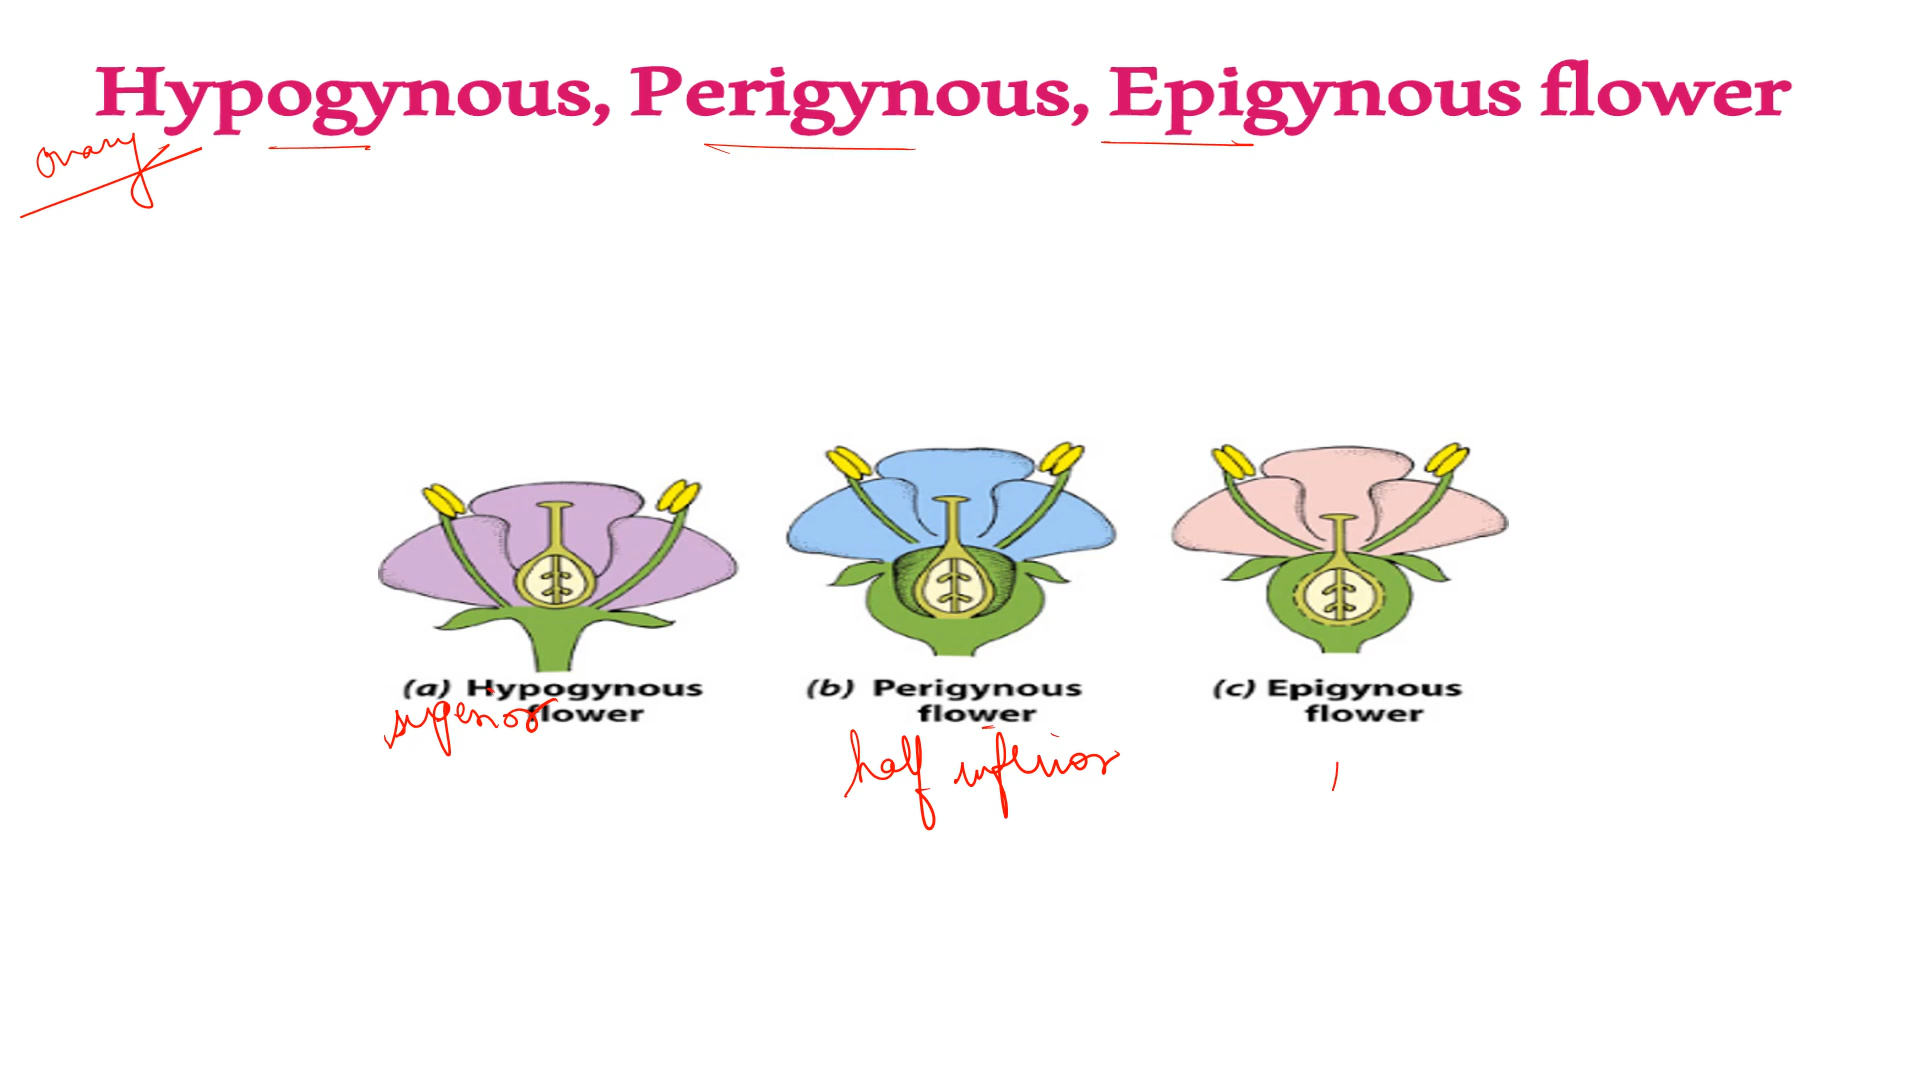 Hypogynous, Perigynous, Epigynous flower
ovary
(a) Hypogynous
flower
superior
(b) Perigynous
flower
half inferior
(c) Epigynous
flower